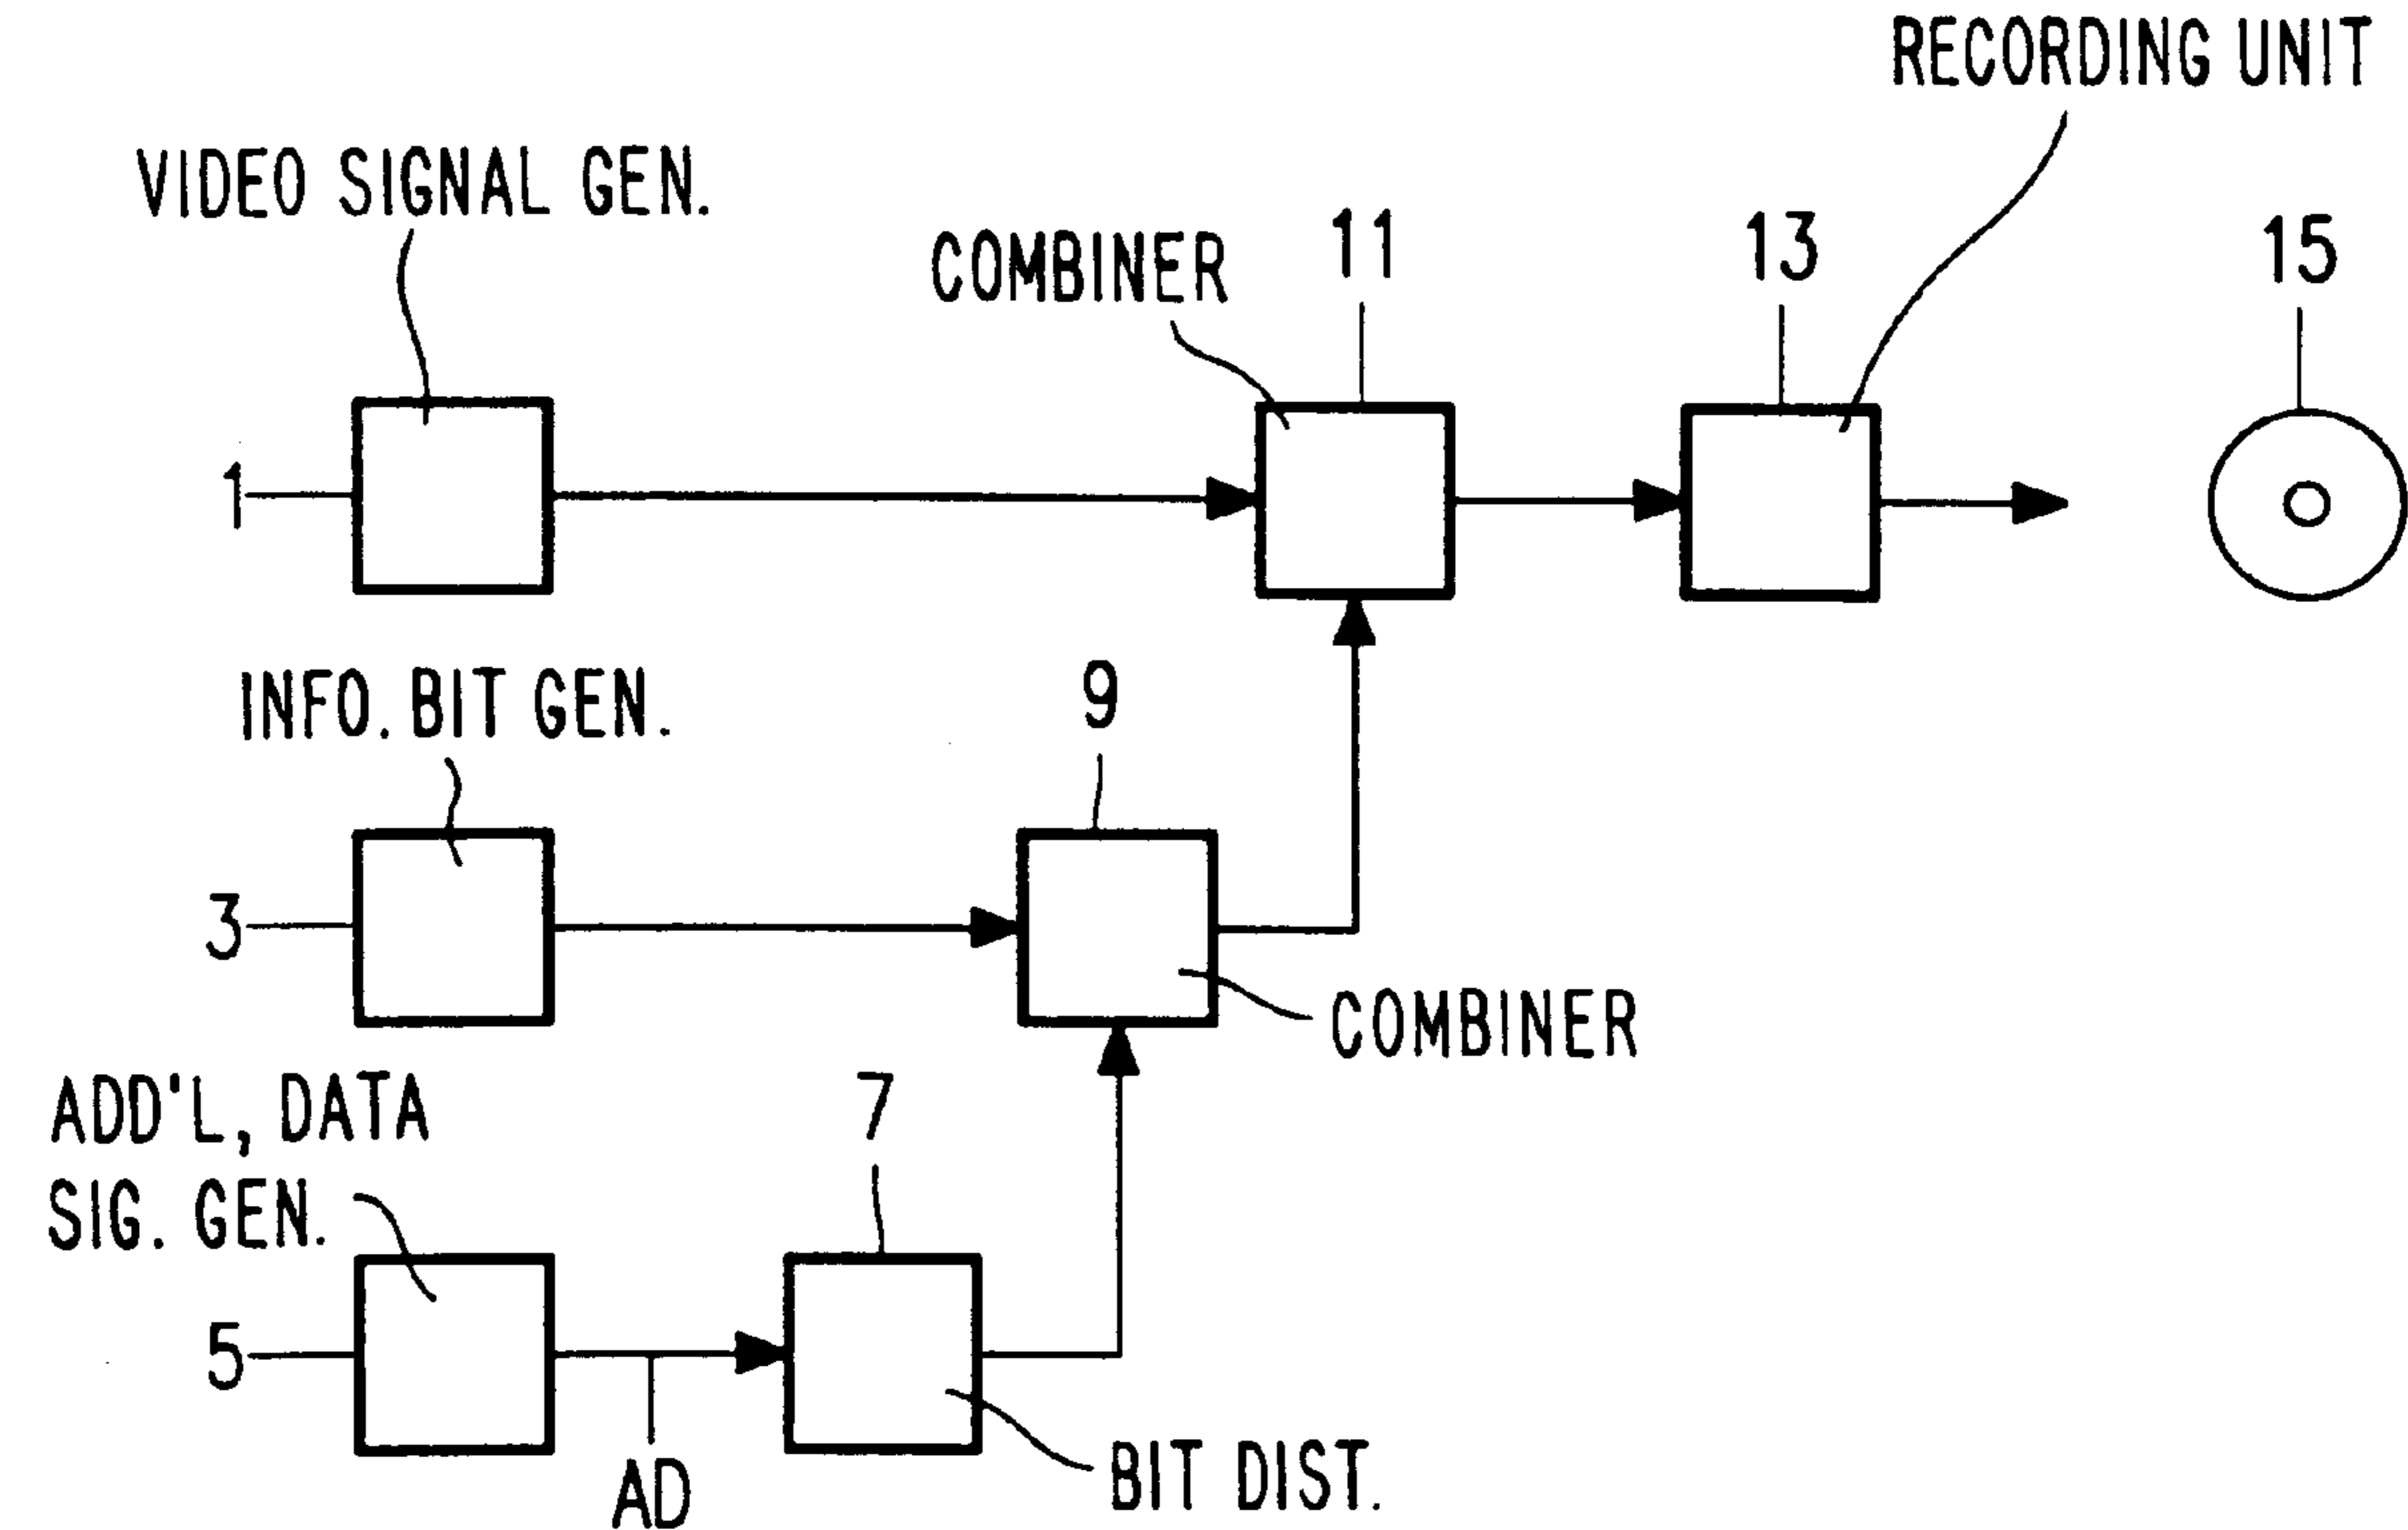 RECORDING UNIT
VIDEO SIGNAL GEN.
COMBINER
11
13
15
1
INFO. BIT GEN.
9
3
COMBINER
ADD'L, DATA
SIG. GEN.
7
5
AD
BIT DIST.